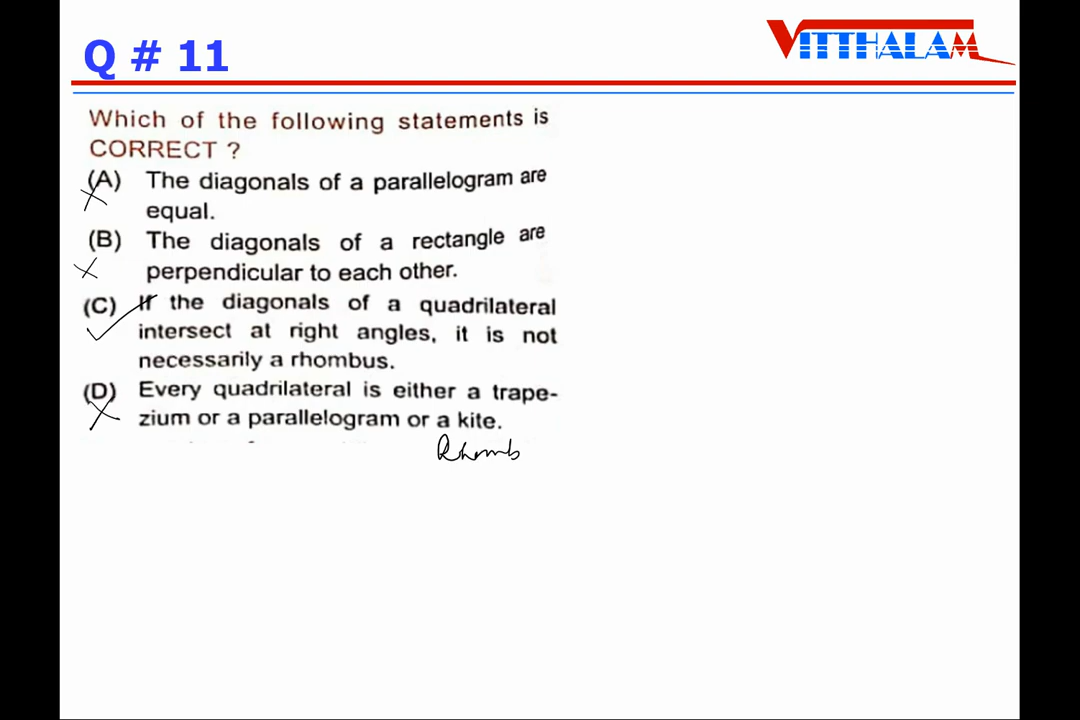 Q # 11
VITTHALAM
Which of the following statements is
CORRECT ?
(A) The diagonals of a parallelogram are
equal.
(B) The diagonals of a rectangle are
perpendicular to each other.
(C) If the diagonals of a quadrilateral
intersect at right angles, it is not
necessarily a rhombus.
(D) Every quadrilateral is either a trape-
zium or a parallelogram or a kite.
Rhomb